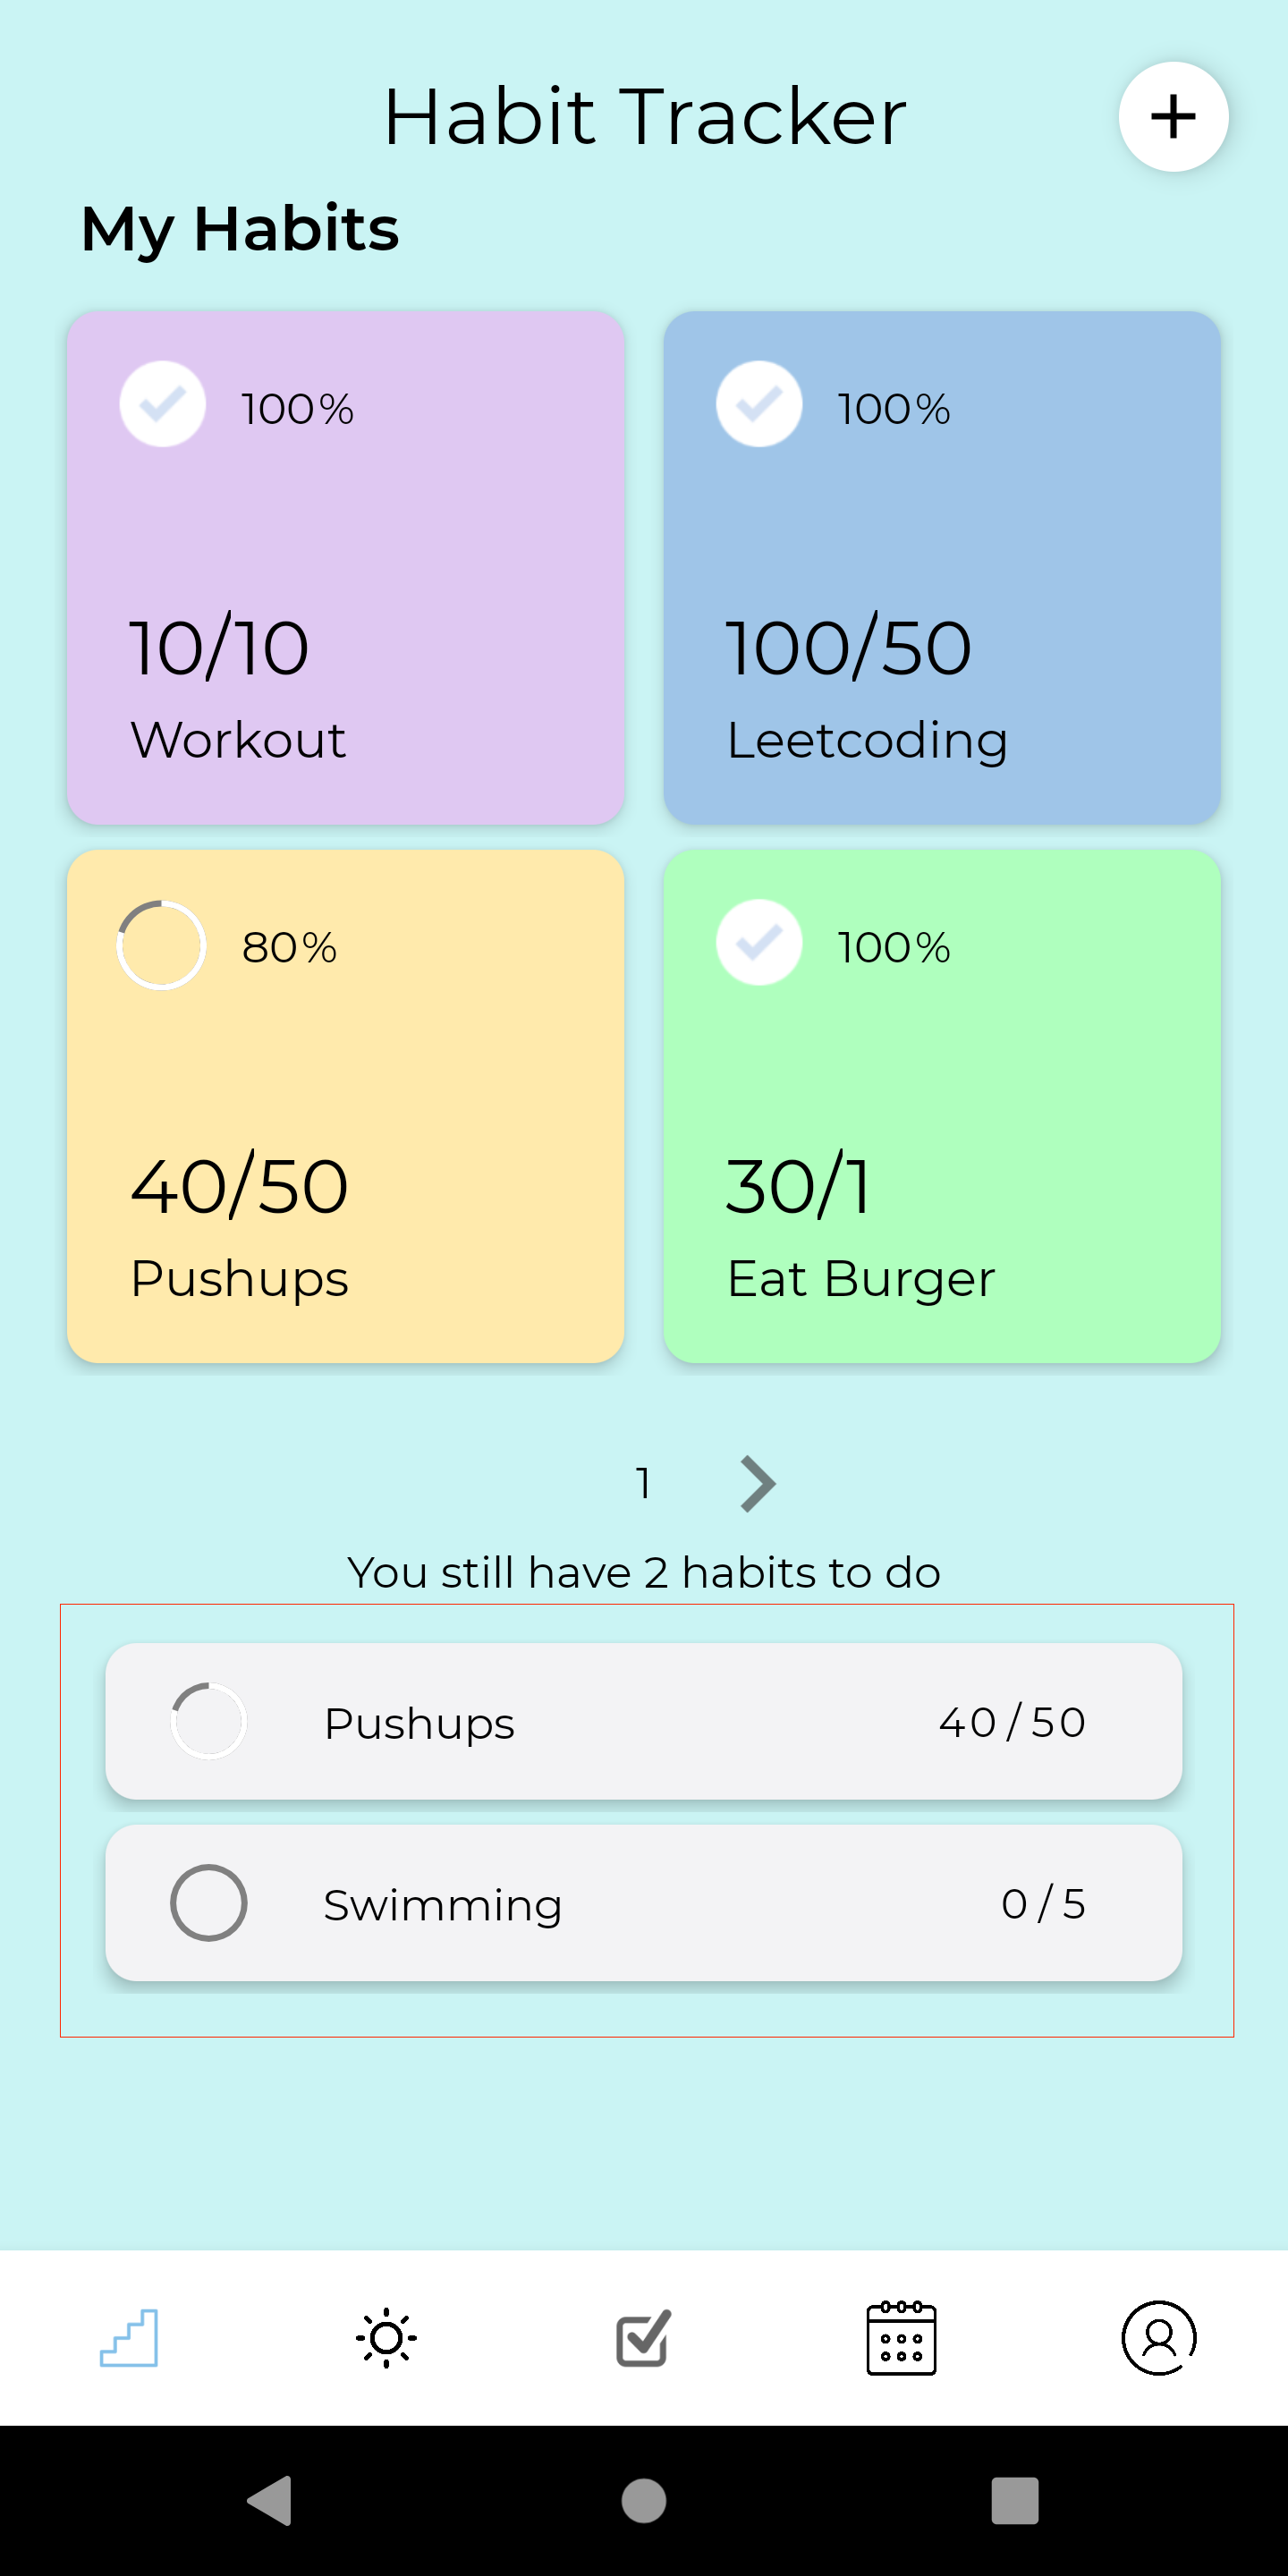 Habit Tracker
+
My Habits
100%
100%
10/10
100/50
Workout
Leetcoding
80%
100%
40/50
30/1
Pushups
Eat Burger
1
You still have 2 habits to do
Pushups 40 / 50
Swimming 0 / 5